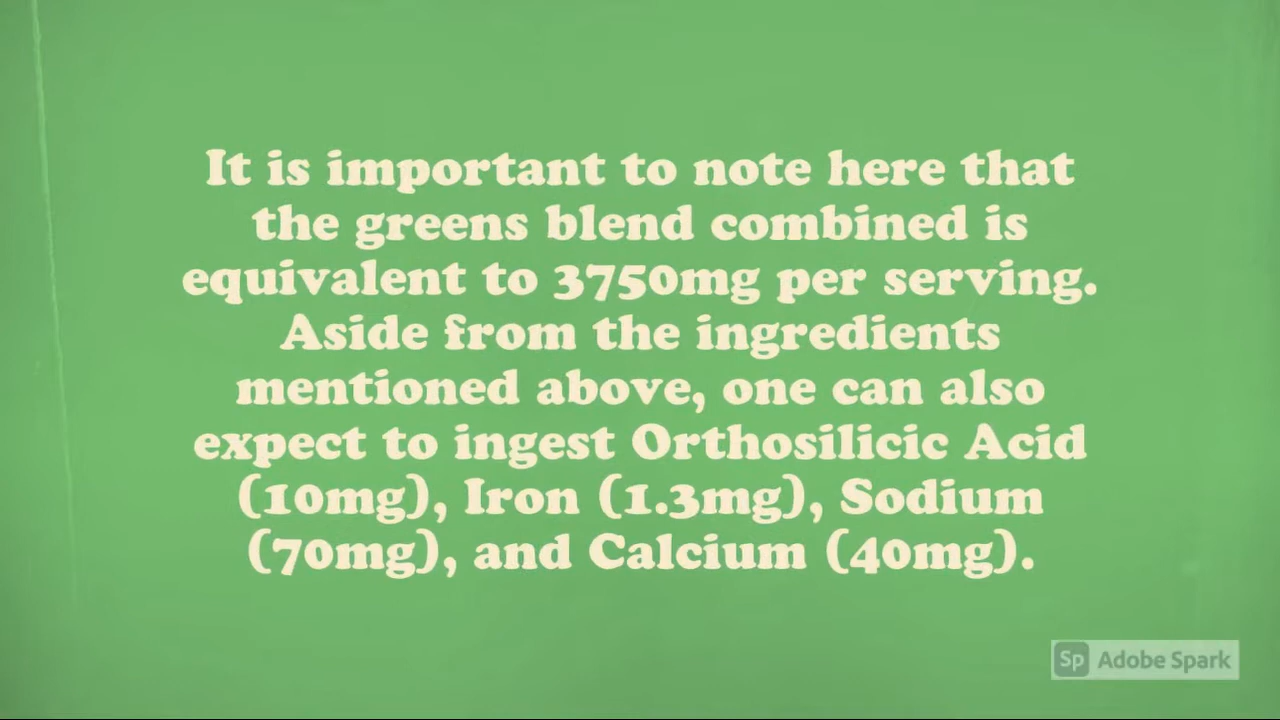 It is important to note here that
the greens blend combined is
equivalent to 3750mg per serving.
Aside from the ingredients
mentioned above, one can also
expect to ingest Orthosilicic Acid
(10mg), Iron (1.3mg), Sodium
(70mg), and Calcium (40mg).
Sp Adobe Spark